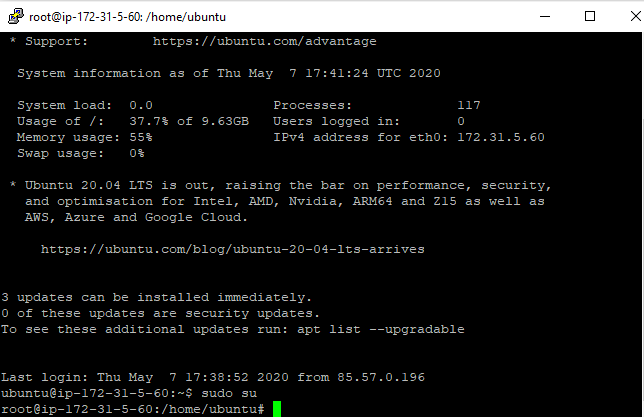 root@ip-172-31-5-60: /home/ubuntu
* Support:        https://ubuntu.com/advantage
System information as of Thu May  7 17:41:24 UTC 2020
System load:  0.0               Processes:             117
Usage of /:   37.7% of 9.63GB   Users logged in:       0
Memory usage: 55%               IPv4 address for eth0: 172.31.5.60
Swap usage:   0%
* Ubuntu 20.04 LTS is out, raising the bar on performance, security,
and optimisation for Intel, AMD, Nvidia, ARM64 and Z15 as well as
AWS, Azure and Google Cloud.
https://ubuntu.com/blog/ubuntu-20-04-lts-arrives
3 updates can be installed immediately.
0 of these updates are security updates.
To see these additional updates run: apt list --upgradable
Last login: Thu May  7 17:38:52 2020 from 85.57.0.196
ubuntu@ip-172-31-5-60:~$ sudo su
root@ip-172-31-5-60:/home/ubuntu#